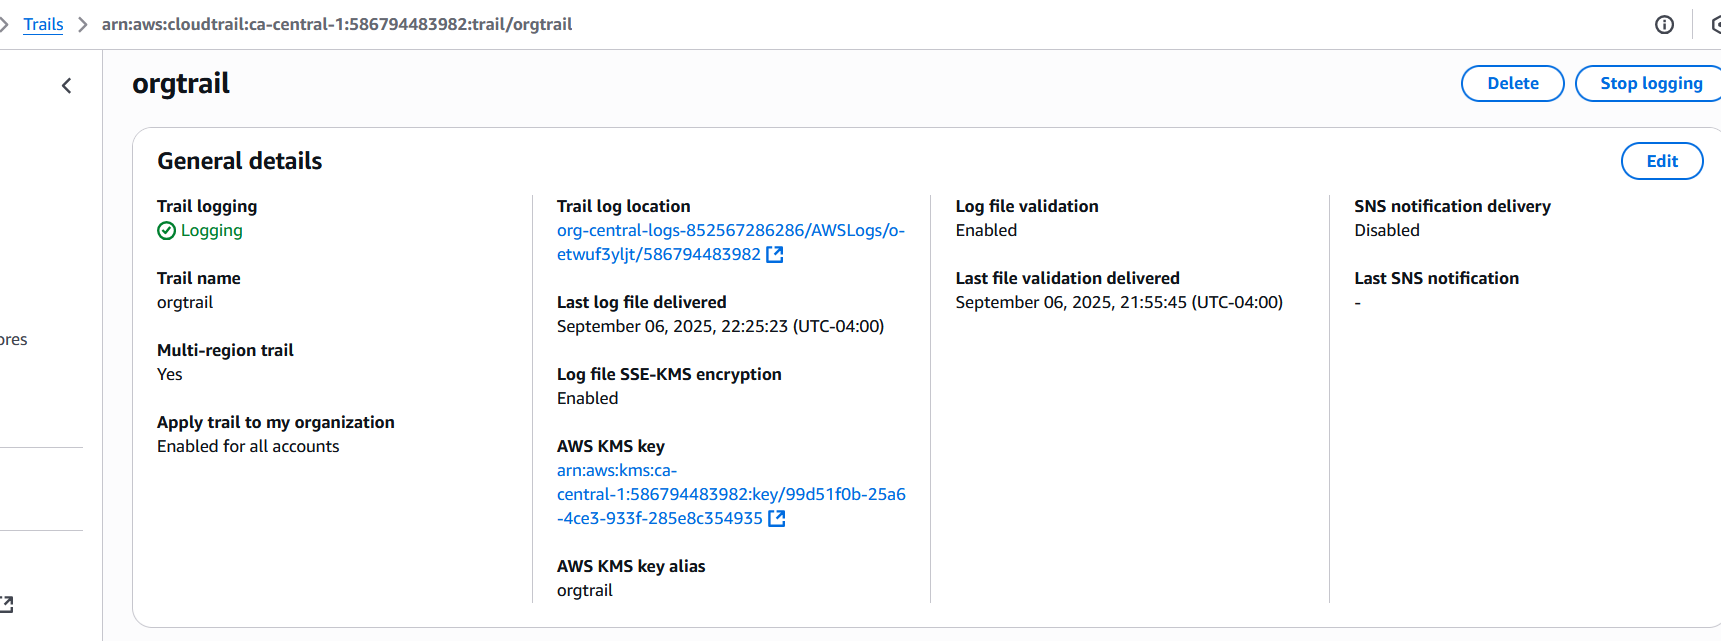 Trails
arn:aws:cloudtrail:ca-central-1:586794483982:trail/orgtrail
orgtrail
Delete
Stop logging
General details
Edit
Trail logging
Logging
Trail name
orgtrail
Multi-region trail
Yes
Apply trail to my organization
Enabled for all accounts
Trail log location
org-central-logs-852567286286/AWSLogs/o-
etwuf3yljt/586794483982
Last log file delivered
September 06, 2025, 22:25:23 (UTC-04:00)
Log file SSE-KMS encryption
Enabled
AWS KMS key
arn:aws:kms:ca-
central-1:586794483982:key/99d51f0b-25a6
-4ce3-933f-285e8c354935
AWS KMS key alias
orgtrail
Log file validation
Enabled
Last file validation delivered
September 06, 2025, 21:55:45 (UTC-04:00)
SNS notification delivery
Disabled
Last SNS notification
-
ores